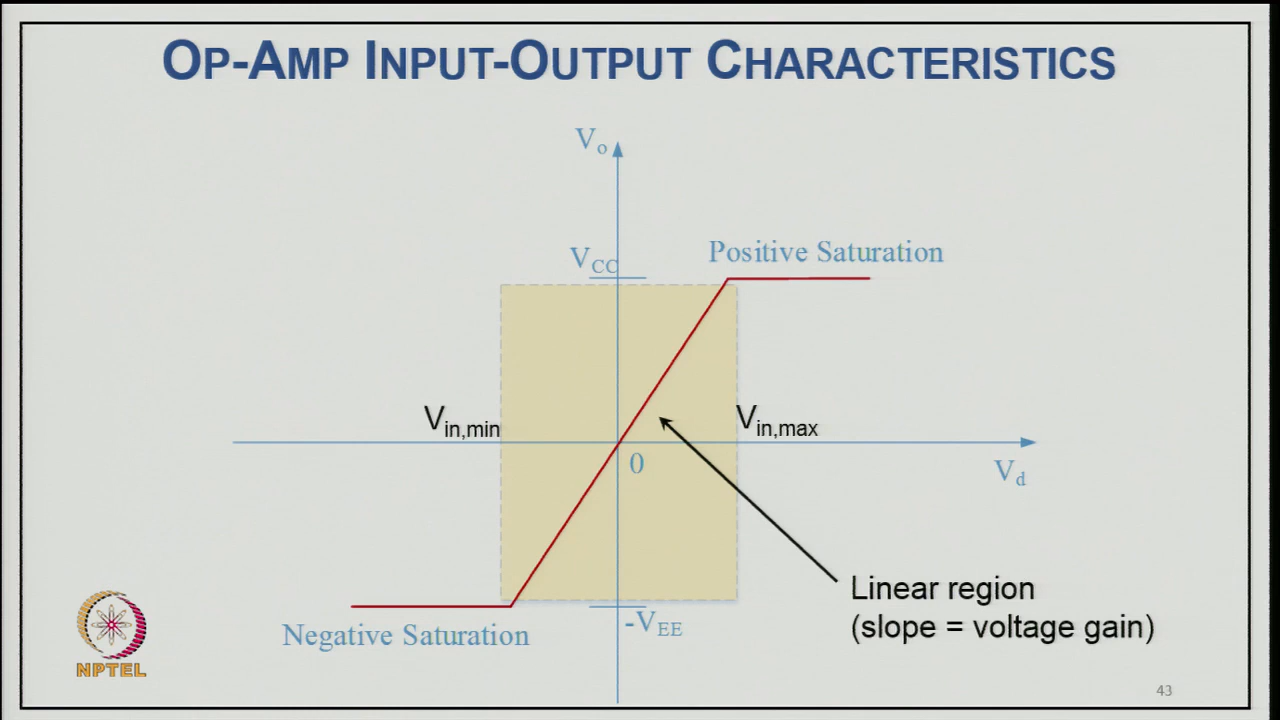 OP-AMP INPUT-OUTPUT CHARACTERISTICS
Vo
VCC
Positive Saturation
Vin,min
Vin,max
0
Vd
Linear region
(slope = voltage gain)
-VEE
Negative Saturation
NPTEL
43